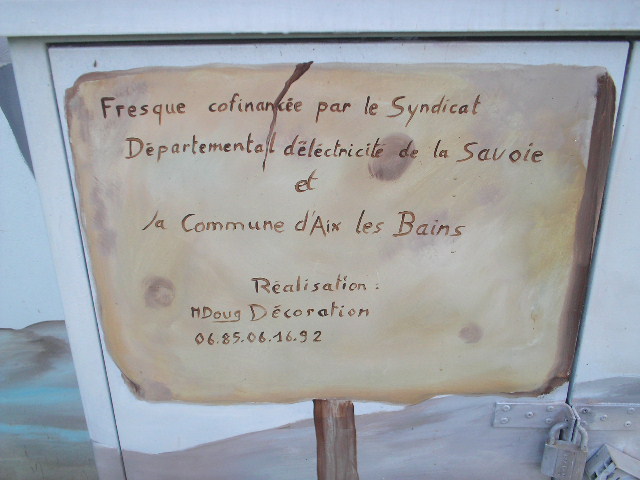 Fresque cofinancée par le Syndicat
Départemental déléctricité de la Savoie
et
la Commune d'Aix les Bains
Réalisation :
MDoug Décoration
06.85.06.16.92